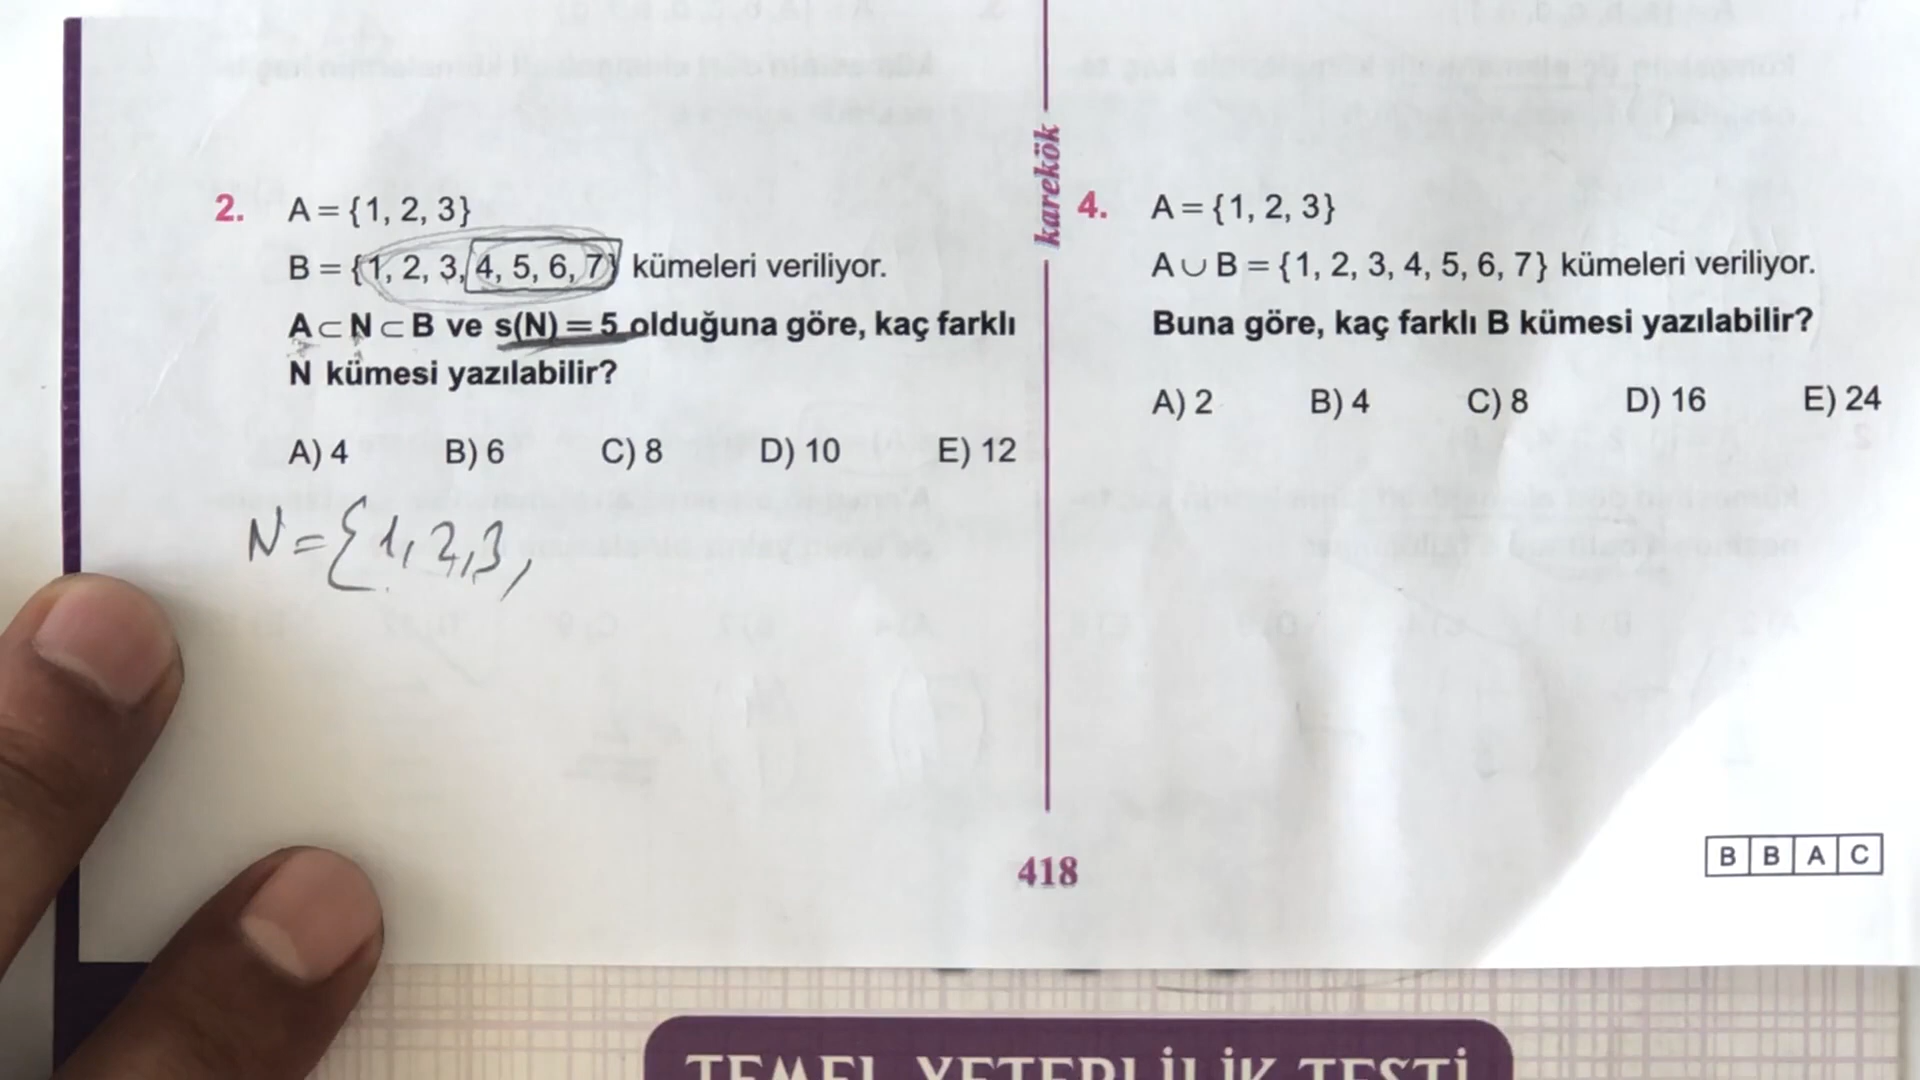 2. A = {1, 2, 3}
B = {1, 2, 3, 4, 5, 6, 7} kümeleri veriliyor.
A ⊂ N ⊂ B ve s(N) = 5 olduğuna göre, kaç farklı
N kümesi yazılabilir?
A) 4 B) 6 C) 8 D) 10 E) 12
N = {1, 2, 3,
karekök
4. A = {1, 2, 3}
A ∪ B = {1, 2, 3, 4, 5, 6, 7} kümeleri veriliyor.
Buna göre, kaç farklı B kümesi yazılabilir?
A) 2 B) 4 C) 8 D) 16 E) 24
418
B B A C
TEMEL YETERLİLİK TESTİ